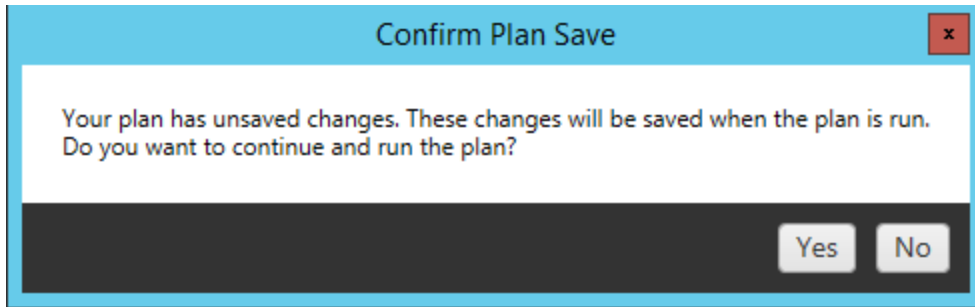 Confirm Plan Save
x
Your plan has unsaved changes. These changes will be saved when the plan is run.
Do you want to continue and run the plan?
Yes No